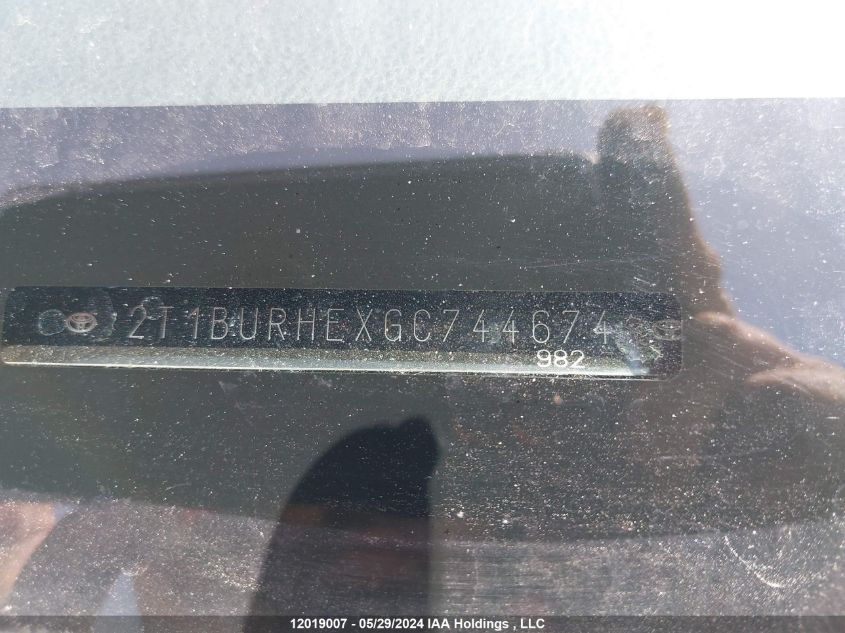 2T1BURHEXGC744674
982
12019007 - 05/29/2024 IAA Holdings , LLC